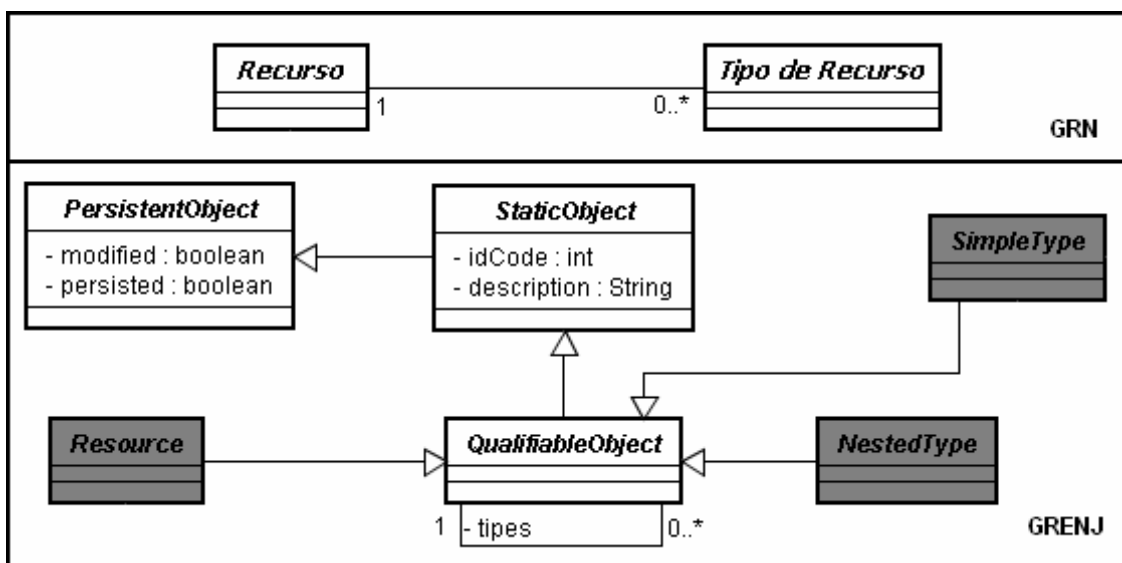 Recurso
Tipo de Recurso
1
0..*
GRN
PersistentObject
- modified : boolean
- persisted : boolean
StaticObject
- idCode : int
- description : String
SimpleType
Resource
QualifiableObject
NestedType
1
- tipes
0..*
GRENJ